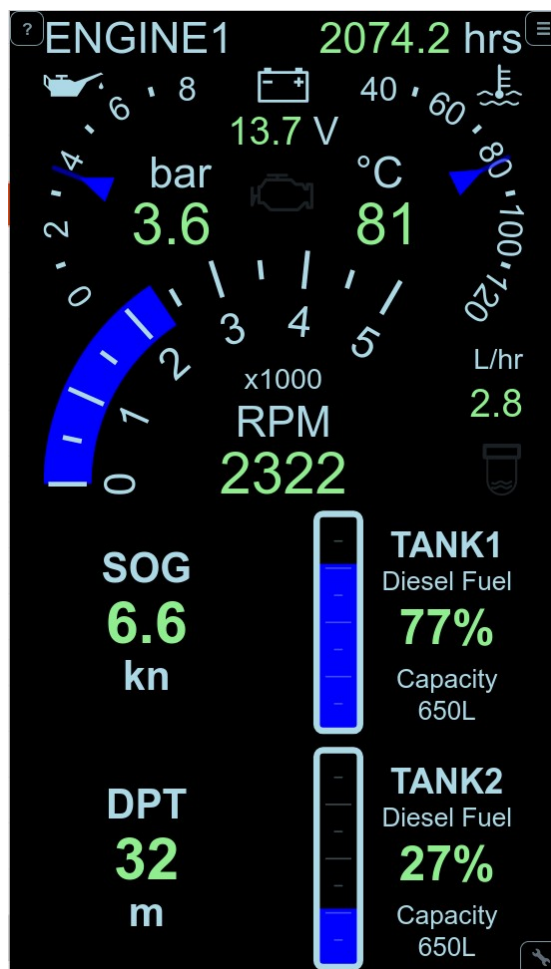 ?
ENGINE1 2074.2 hrs
0 2 4 6 8
13.7 V
40 60 80 100 120
bar
3.6
°C
81
0 1 2 3 4 5
x1000
RPM
2322
L/hr
2.8
SOG
6.6
kn
TANK1
Diesel Fuel
77%
Capacity
650L
DPT
32
m
TANK2
Diesel Fuel
27%
Capacity
650L